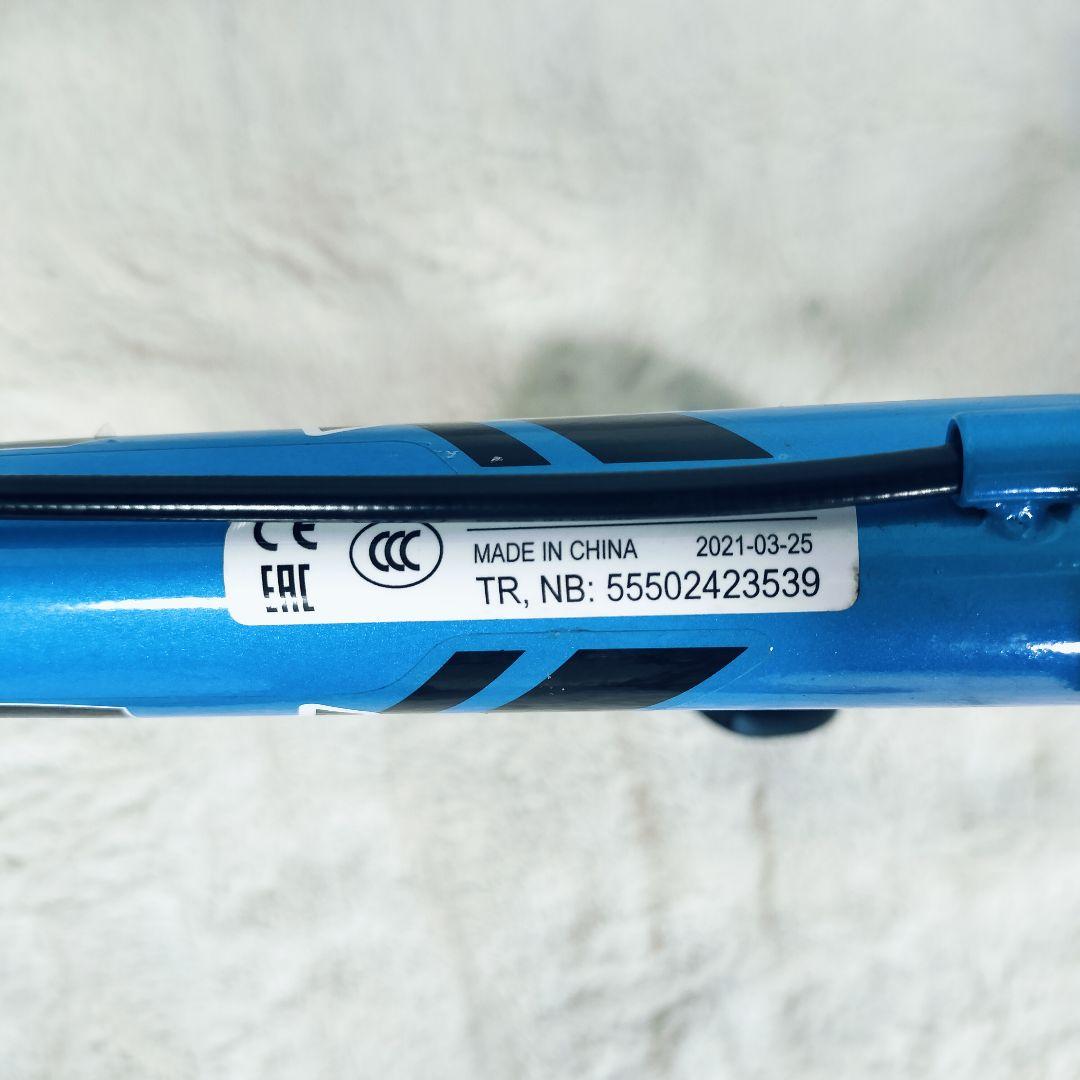 CE
EAC
CCC
MADE IN CHINA 2021-03-25
TR, NB: 55502423539